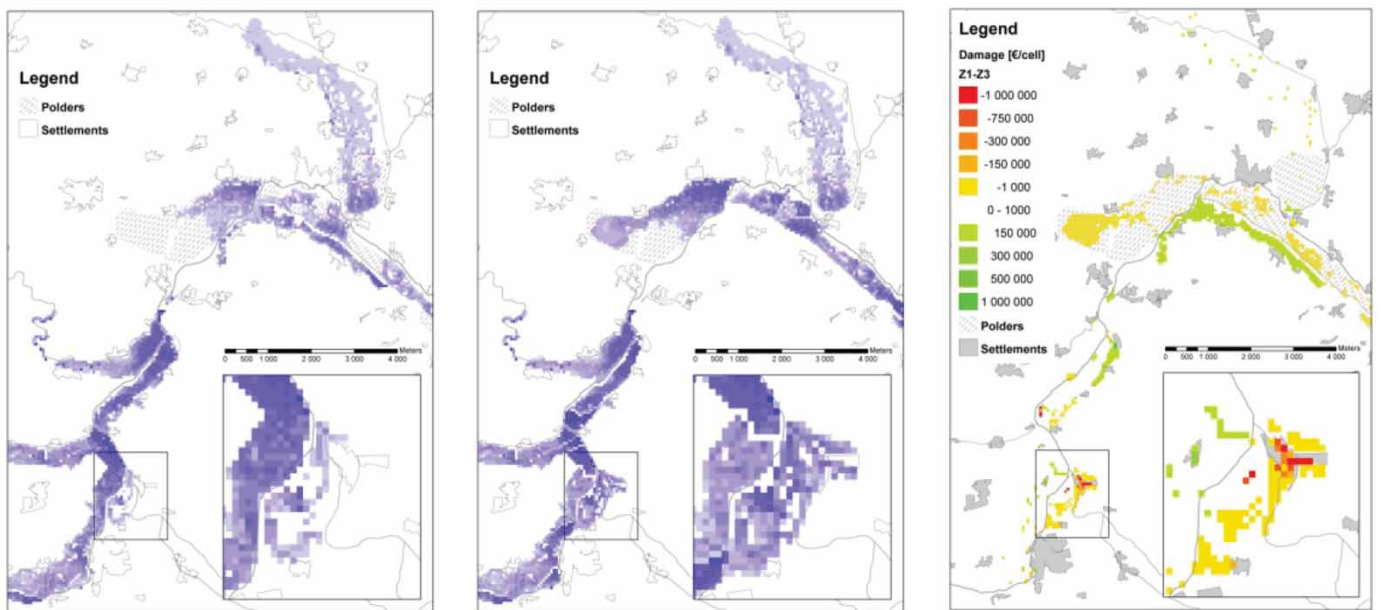 Legend
Polders
Settlements
Meters
0 500 1 000 2 000 3 000 4 000
Legend
Polders
Settlements
Meters
0 500 1 000 2 000 3 000 4 000
Legend
Damage [€/cell]
Z1-Z3
-1 000 000
-750 000
-300 000
-150 000
-1 000
0 - 1000
150 000
300 000
500 000
1 000 000
Polders
Settlements
Meters
0 500 1 000 2 000 3 000 4 000